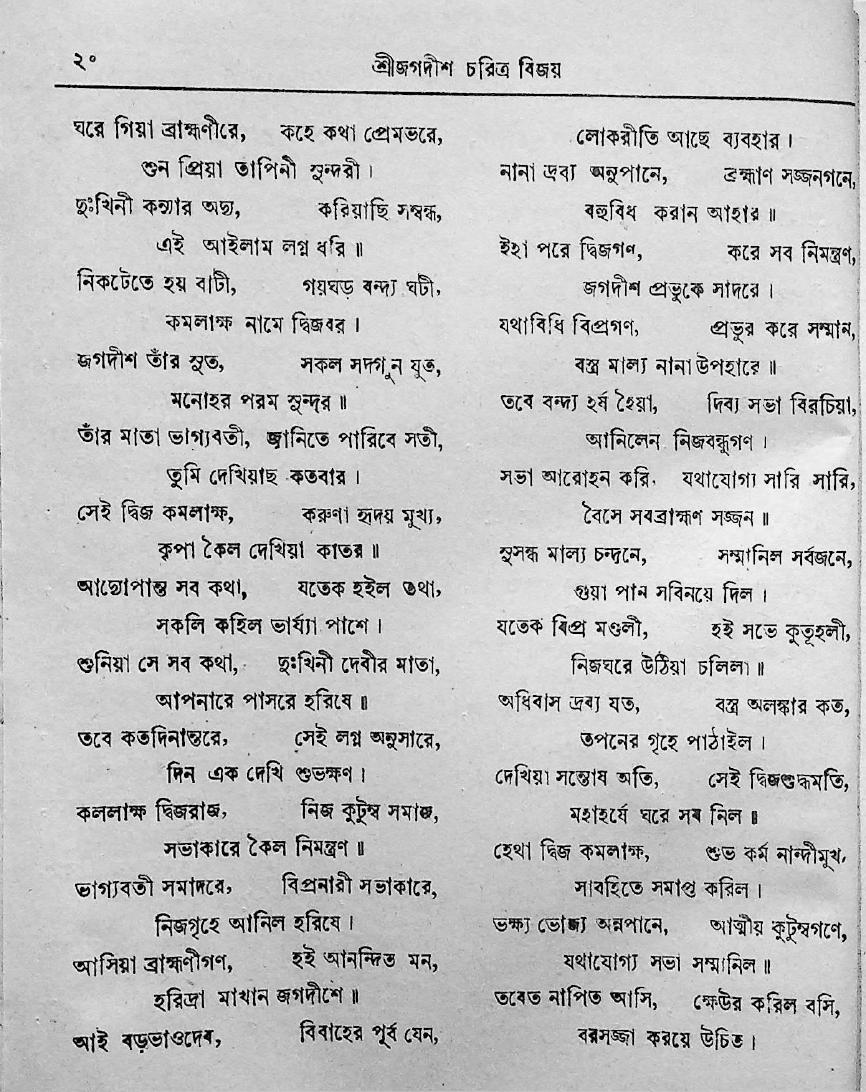 ২০
শ্রীজগদীশ চরিত্র বিজয়
ঘরে গিয়া ব্রাহ্মণীরে, কহে কথা প্রেমভরে,
শুন প্রিয়া তাপিনী সুন্দরী।
দুঃখিনী কন্যার অদ্য, করিয়াছি সম্বন্ধ,
এই আইলাম লগ্ন ধরি॥
নিকটেতে হয় বাটী, গয়ঘড় বন্দ্য ঘটী,
কমলাক্ষ নামে দ্বিজবর।
জগদীশ তাঁর সুত, সকল সদ্গুন যুত,
মনোহর পরম সুন্দর॥
তাঁর মাতা ভাগ্যবতী, জানিতে পারিবে সতী,
তুমি দেখিয়াছ কতবার।
সেই দ্বিজ কমলাক্ষ, করুণা হৃদয় মুখ্য,
কৃপা কৈল দেখিয়া কাতর॥
আদ্যোপান্ত সব কথা, যতেক হইল তথা,
সকলি কহিল ভার্য্যা পাশে।
শুনিয়া সে সব কথা, দুঃখিনী দেবীর মাতা,
আপনারে পাসরে হরিষে॥
তবে কতদিনান্তরে, সেই লগ্ন অনুসারে,
দিন এক দেখি শুভক্ষণ।
কললাক্ষ দ্বিজরাজ, নিজ কুটুম্ব সমাজ,
সভাকারে কৈল নিমন্ত্রণ॥
ভাগ্যবতী সমাদরে, বিপ্রনারী সভাকারে,
নিজগৃহে আনিল হরিষে।
আসিয়া ব্রাহ্মণীগণ, হই আনন্দিত মন,
হরিদ্রা মাখান জগদীশে॥
আই বড়ভাওদেব, বিবাহের পূর্ব যেন,
লোকরীতি আছে ব্যবহার।
নানা দ্রব্য অনুপানে, ব্রহ্মাণ সজ্জনগনে,
বহুবিধ করান আহার॥
ইহা পরে দ্বিজগণ, করে সব নিমন্ত্রণ,
জগদীশ প্রভুকে সাদরে।
যথাবিধি বিপ্রগণ, প্রভুর করে সম্মান,
বস্ত্র মাল্য নানা উপহারে॥
তবে বন্দ্য হর্ষ হৈয়া, দিব্য সভা বিরচিয়া,
আনিলেন নিজবন্ধুগণ।
সভা আরোহন করি, যথাযোগ্য সারি সারি,
বৈসে সবব্রাহ্মণ সজ্জন॥
সুসন্ধ মাল্য চন্দনে, সম্মানিল সর্বজনে,
গুয়া পান সবিনয়ে দিল।
যতেক বিপ্র মণ্ডলী, হই সভে কুতূহলী,
নিজঘরে উঠিয়া চলিলা॥
অধিবাস দ্রব্য যত, বস্ত্র অলঙ্কার কত,
তপনের গৃহে পাঠাইল।
দেখিয়া সন্তোষ অতি, সেই দ্বিজশুদ্ধমতি,
মহাহর্ষে ঘরে সব নিল॥
হেথা দ্বিজ কমলাক্ষ, শুভ কর্ম নান্দীমুখ,
সাবহিতে সমাপ্ত করিল।
ভক্ষ্য ভোজ্য অন্নপানে, আত্মীয় কুটুম্বগণে,
যথাযোগ্য সভা সম্মানিল॥
তবেত নাপিত আসি, ক্ষেউর করিল বসি,
বরসজ্জা করয়ে উচিত।